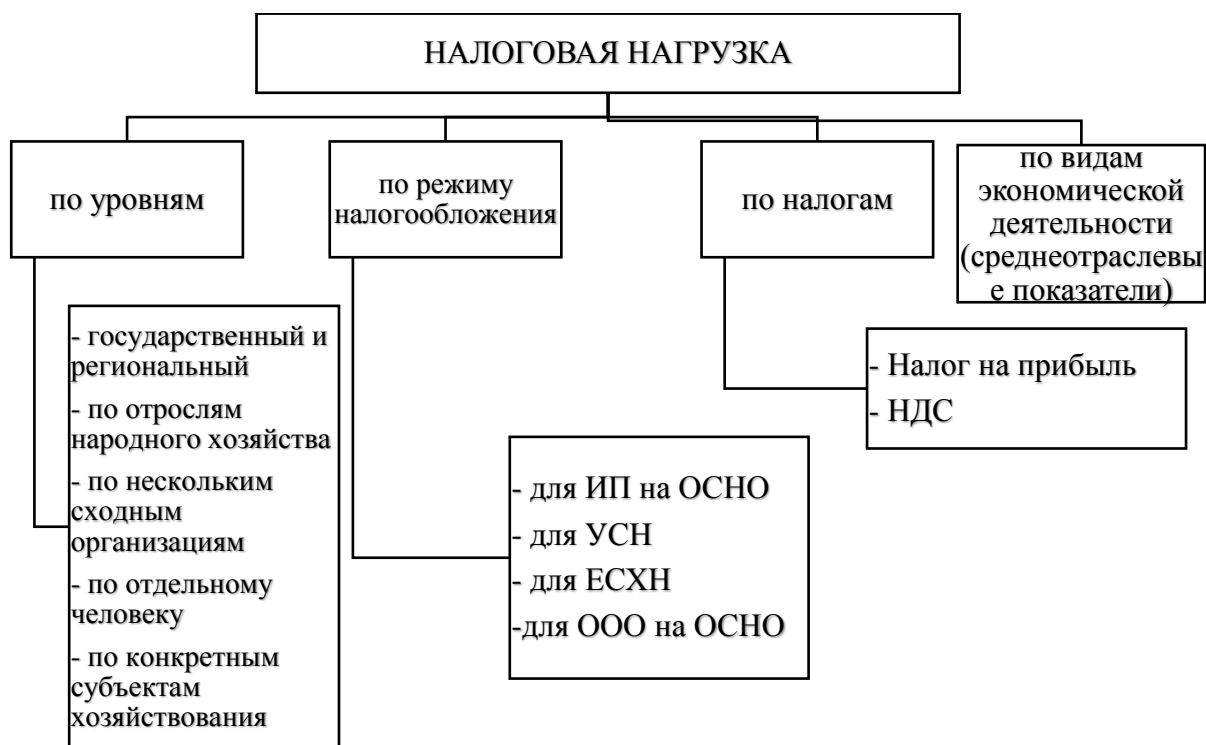 НАЛОГОВАЯ НАГРУЗКА
по уровням
по режиму
налогообложения
по налогам
по видам
экономической
деятельности
(среднеотраслевы
е показатели)
- государственный и
региональный
- по отрослям
народного хозяйства
- по нескольким
сходным
организациям
- по отдельному
человеку
- по конкретным
субъектам
хозяйствования
- для ИП на ОСНО
- для УСН
- для ЕСХН
-для ООО на ОСНО
- Налог на прибыль
- НДС